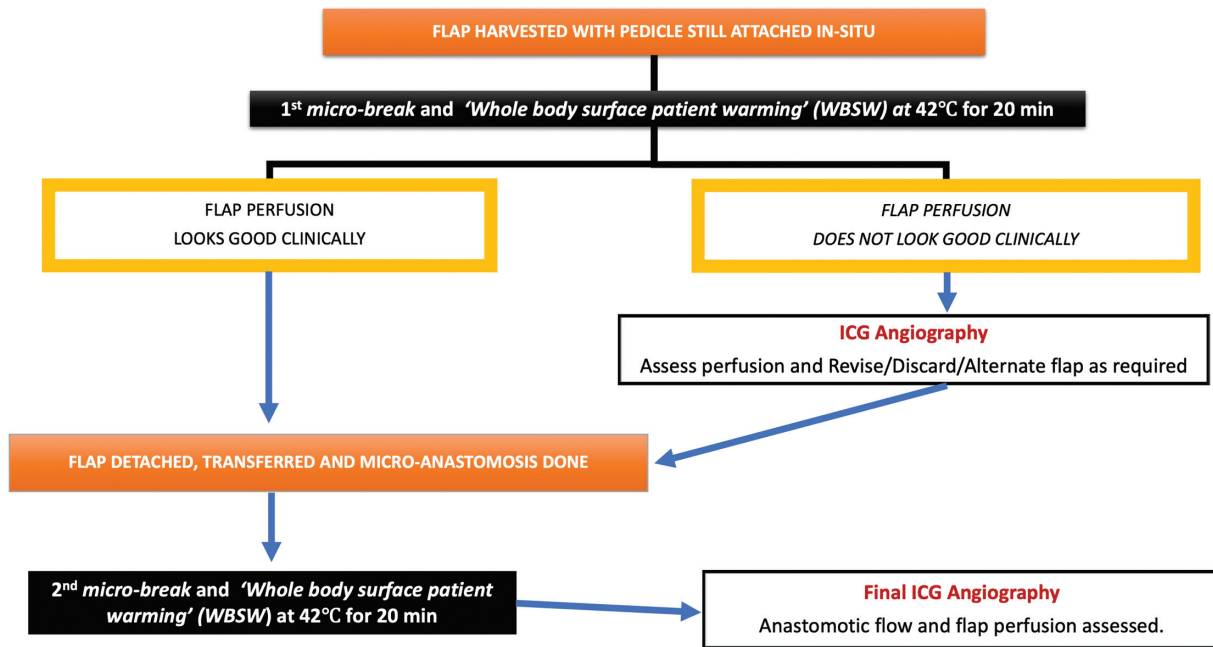 FLAP HARVESTED WITH PEDICLE STILL ATTACHED IN-SITU
1st micro-break and ‘Whole body surface patient warming’ (WBSW) at 42℃ for 20 min
FLAP PERFUSION
LOOKS GOOD CLINICALLY
FLAP PERFUSION
DOES NOT LOOK GOOD CLINICALLY
ICG Angiography
Assess perfusion and Revise/Discard/Alternate flap as required
FLAP DETACHED, TRANSFERRED AND MICRO-ANASTOMOSIS DONE
2nd micro-break and ‘Whole body surface patient
warming’ (WBSW) at 42℃ for 20 min
Final ICG Angiography
Anastomotic flow and flap perfusion assessed.